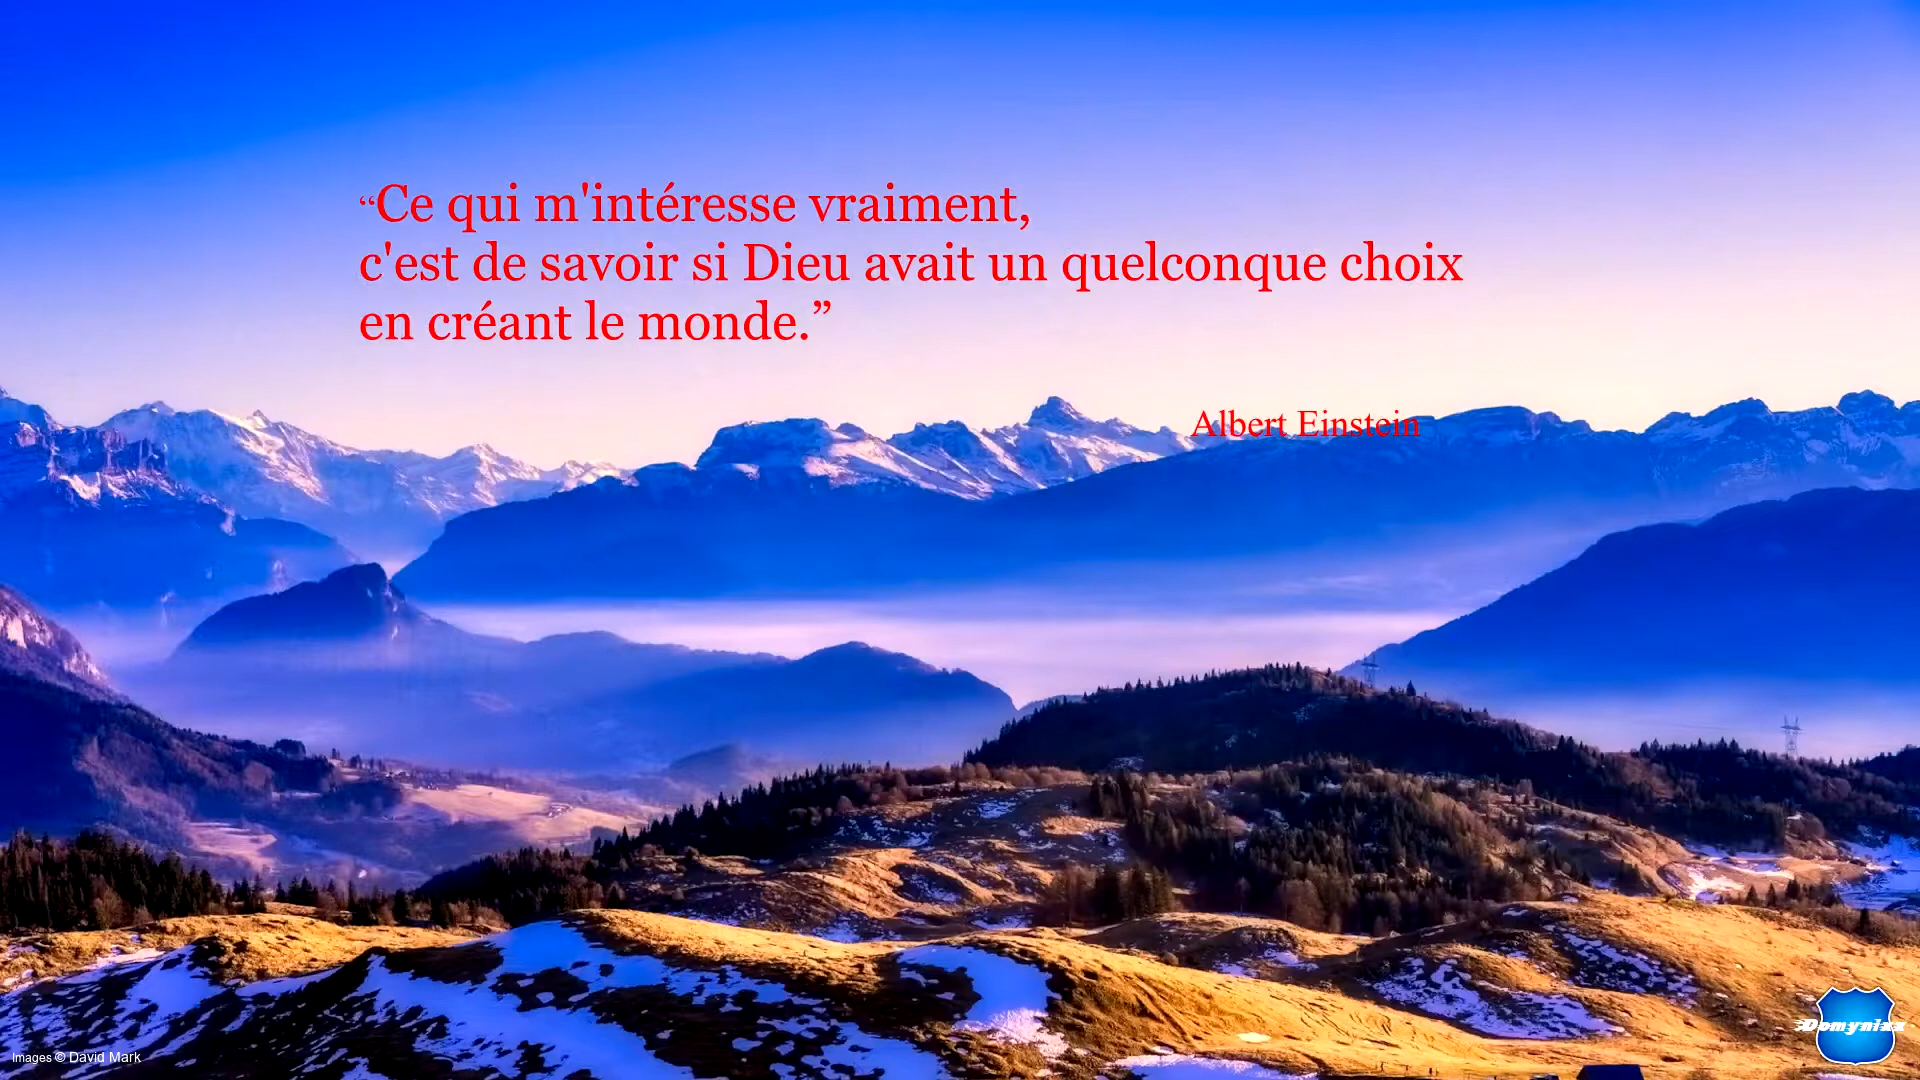 “Ce qui m'intéresse vraiment,
c'est de savoir si Dieu avait un quelconque choix
en créant le monde.”
Albert Einstein
Images © David Mark
Domynixx